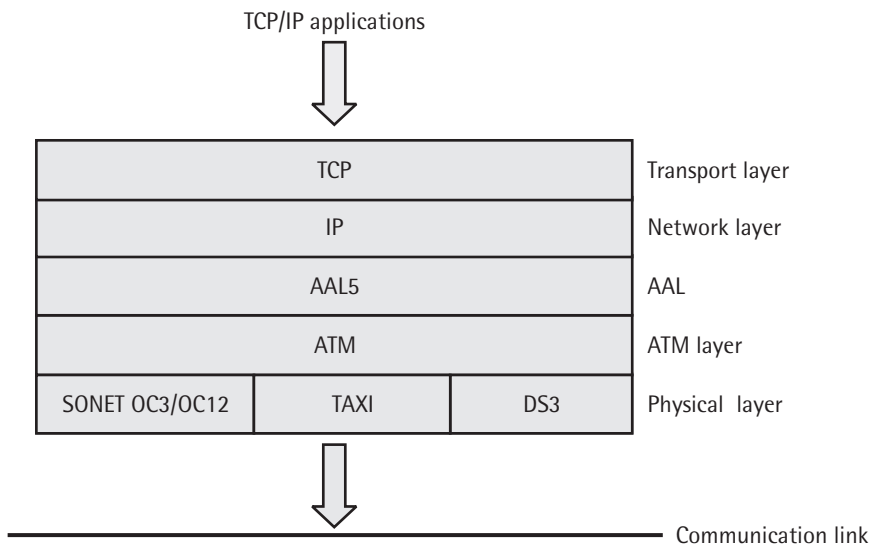 TCP/IP applications
TCP
Transport layer
IP
Network layer
AAL5
AAL
ATM
ATM layer
SONET OC3/OC12
TAXI
DS3
Physical layer
Communication link